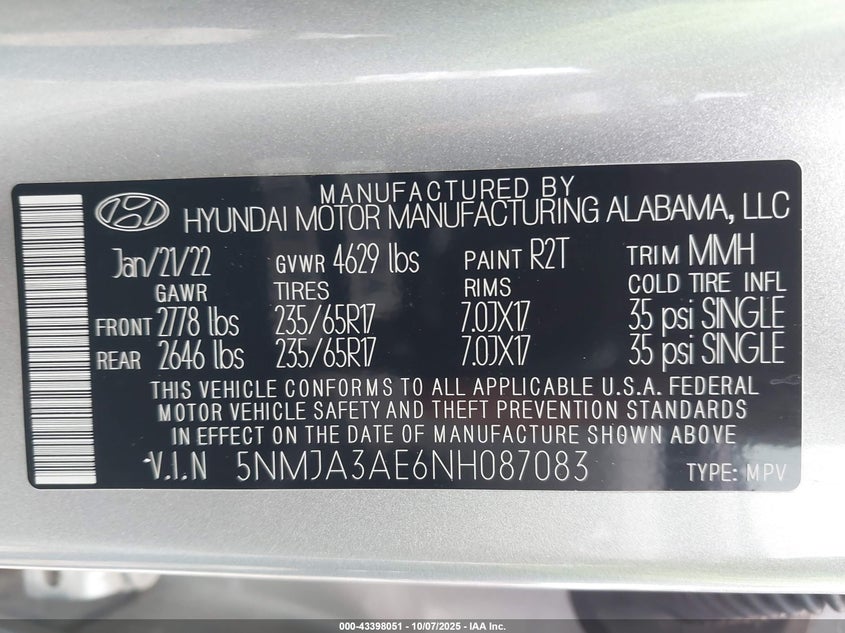 MANUFACTURED BY
HYUNDAI MOTOR MANUFACTURING ALABAMA, LLC
Jan/21/22 GVWR 4629 lbs PAINT R2T TRIM MMH
GAWR TIRES RIMS COLD TIRE INFL
FRONT 2778 lbs 235/65R17 7.0JX17 35 psi SINGLE
REAR 2646 lbs 235/65R17 7.0JX17 35 psi SINGLE
THIS VEHICLE CONFORMS TO ALL APPLICABLE U.S.A. FEDERAL
MOTOR VEHICLE SAFETY AND THEFT PREVENTION STANDARDS
IN EFFECT ON THE DATE OF MANUFACTURE SHOWN ABOVE
V.I.N 5NMJA3AE6NH087083 TYPE: MPV
000-43398051 - 10/07/2025 - IAA Inc.